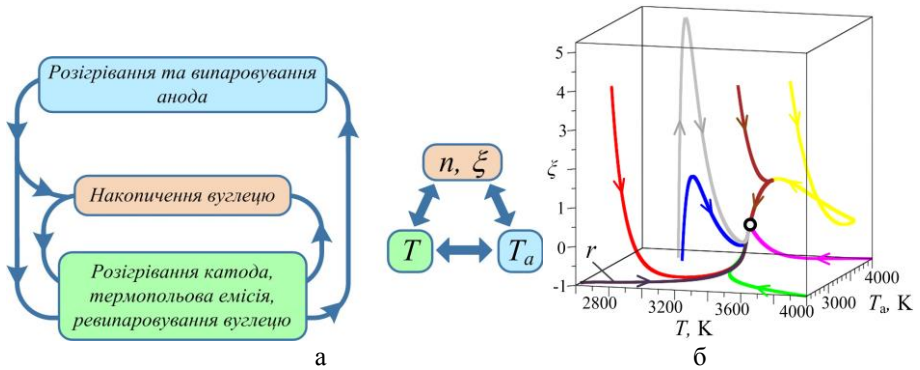 Розігрівання та випаровування
анода
Накопичення вуглецю
Розігрівання катода,
термопольова емісія,
ревипаровування вуглецю
n, ξ
T
Tₐ
а
5
4
3
2
1
0
-1
ξ
r
2800
3200
3600
4000
T, K
3000
4000
Tₐ, K
б